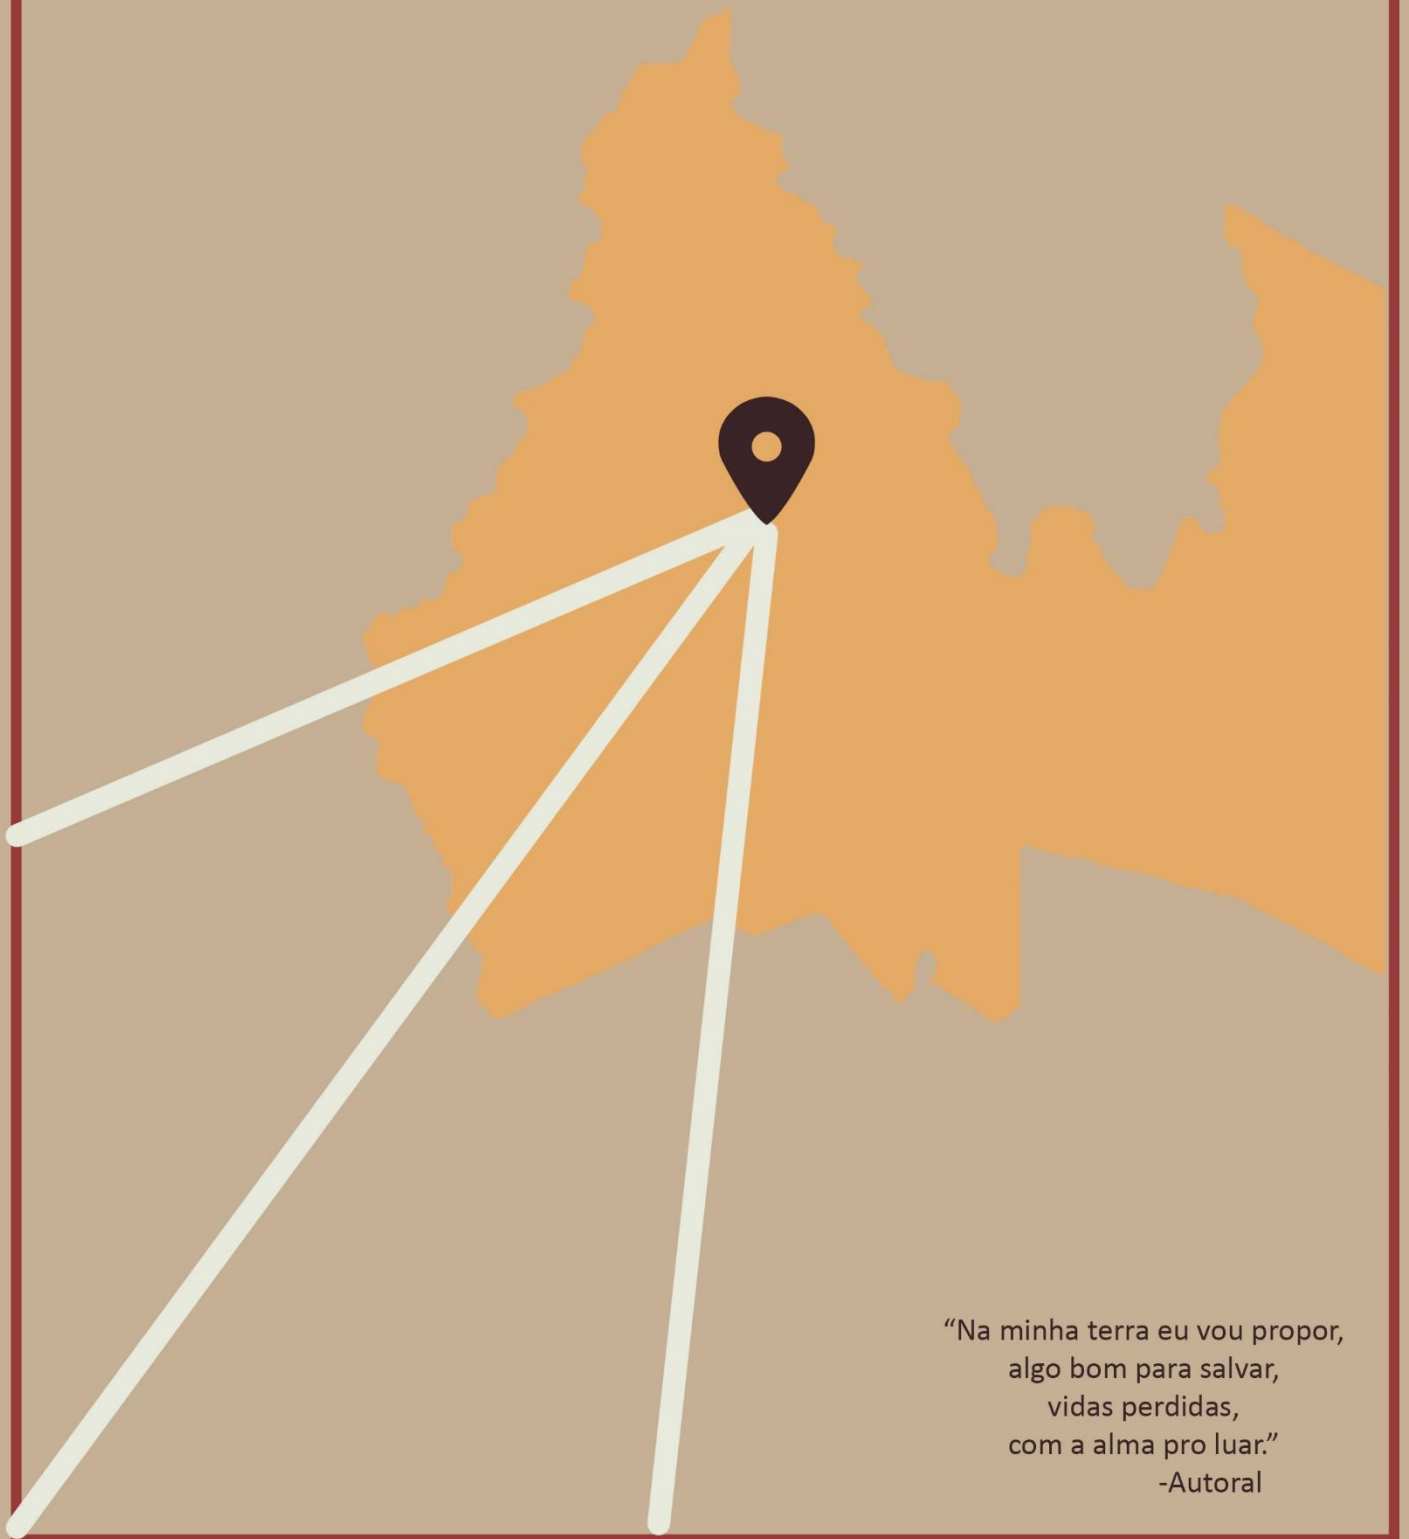 “Na minha terra eu vou propor,
algo bom para salvar,
vidas perdidas,
com a alma pro luar.”
-Autoral